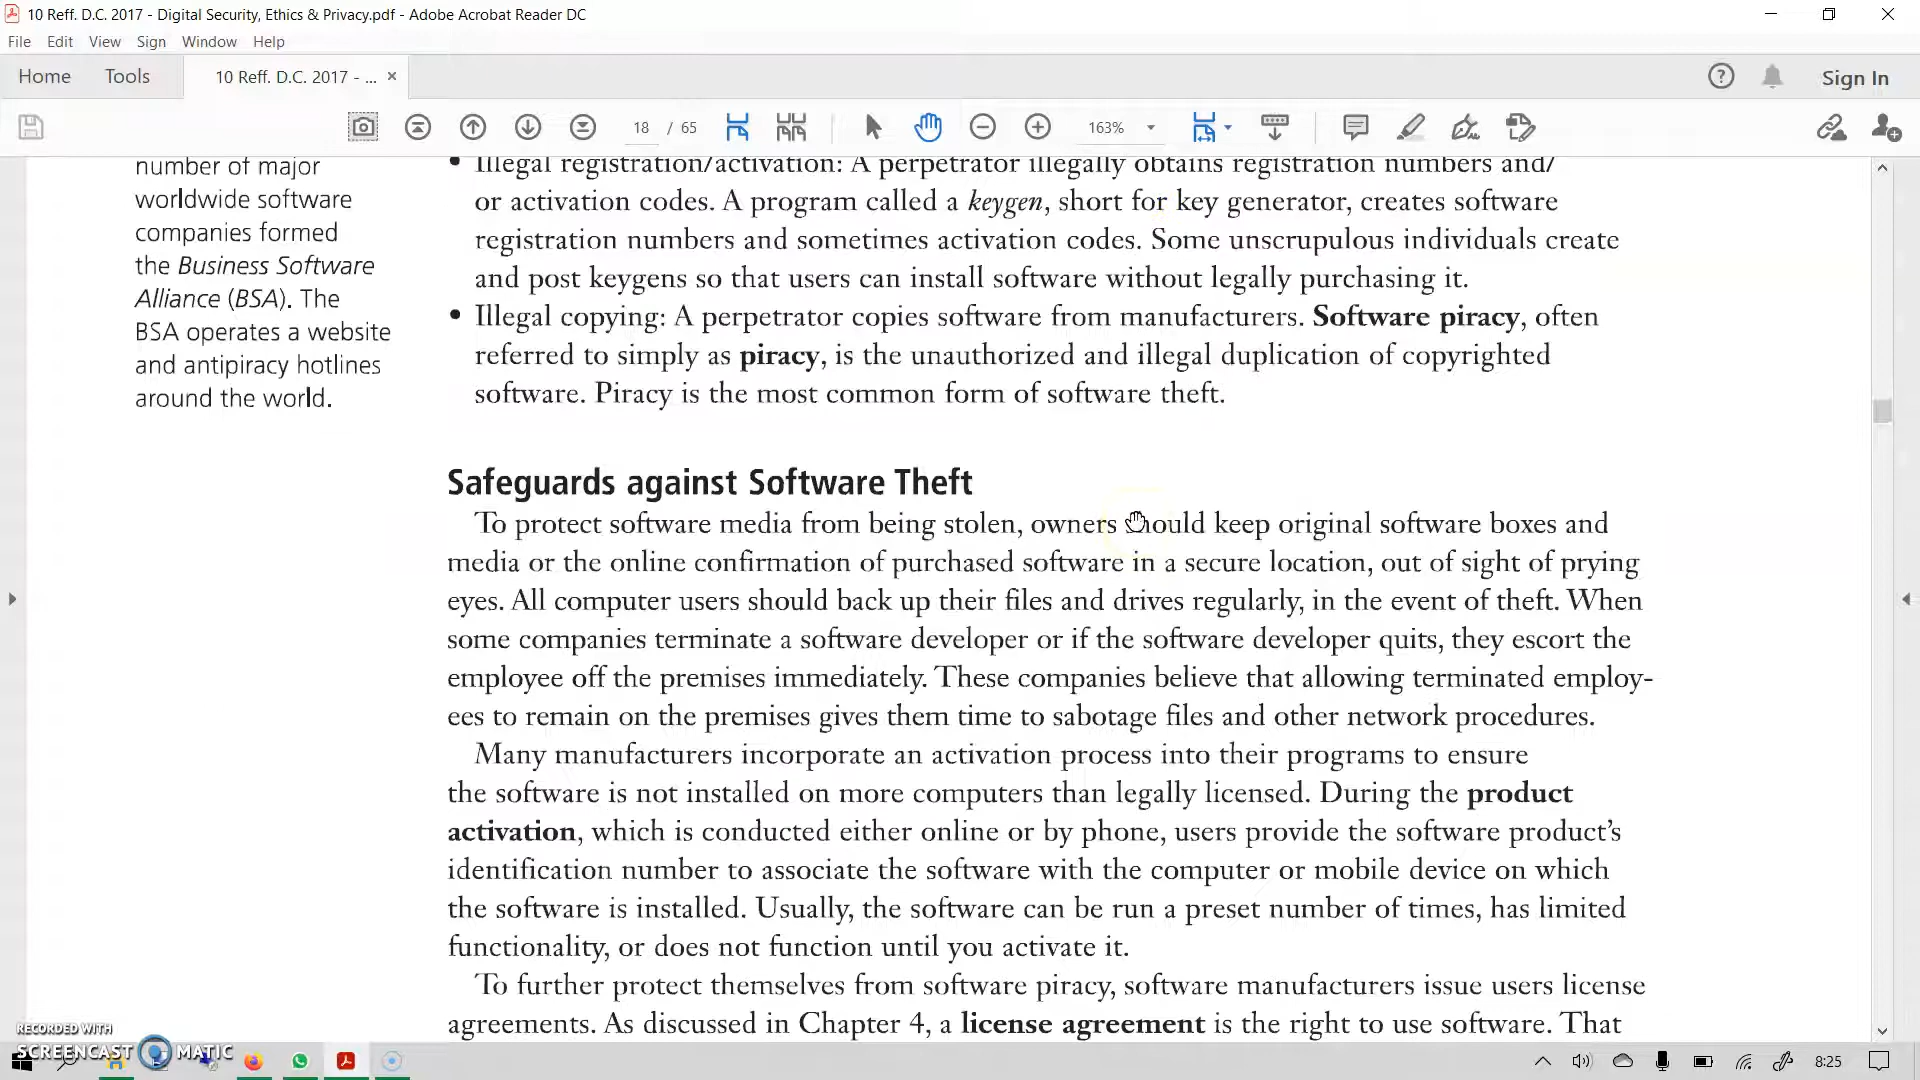 10 Reff. D.C. 2017 - Digital Security, Ethics & Privacy.pdf - Adobe Acrobat Reader DC
File Edit View Sign Window Help
Home Tools 10 Reff. D.C. 2017 - ... × Sign In
18 / 65 163%
number of major
worldwide software
companies formed
the Business Software
Alliance (BSA). The
BSA operates a website
and antipiracy hotlines
around the world.
• Illegal registration/activation: A perpetrator illegally obtains registration numbers and/
or activation codes. A program called a keygen, short for key generator, creates software
registration numbers and sometimes activation codes. Some unscrupulous individuals create
and post keygens so that users can install software without legally purchasing it.
• Illegal copying: A perpetrator copies software from manufacturers. Software piracy, often
referred to simply as piracy, is the unauthorized and illegal duplication of copyrighted
software. Piracy is the most common form of software theft.
Safeguards against Software Theft
To protect software media from being stolen, owners should keep original software boxes and
media or the online confirmation of purchased software in a secure location, out of sight of prying
eyes. All computer users should back up their files and drives regularly, in the event of theft. When
some companies terminate a software developer or if the software developer quits, they escort the
employee off the premises immediately. These companies believe that allowing terminated employ-
ees to remain on the premises gives them time to sabotage files and other network procedures.
Many manufacturers incorporate an activation process into their programs to ensure
the software is not installed on more computers than legally licensed. During the product
activation, which is conducted either online or by phone, users provide the software product's
identification number to associate the software with the computer or mobile device on which
the software is installed. Usually, the software can be run a preset number of times, has limited
functionality, or does not function until you activate it.
To further protect themselves from software piracy, software manufacturers issue users license
agreements. As discussed in Chapter 4, a license agreement is the right to use software. That
RECORDED WITH
SCREENCAST MATIC
8:25